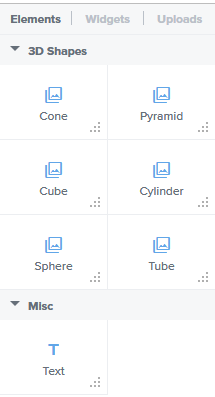 Elements Widgets Uploads
3D Shapes
Cone Pyramid
Cube Cylinder
Sphere Tube
Misc
T
Text